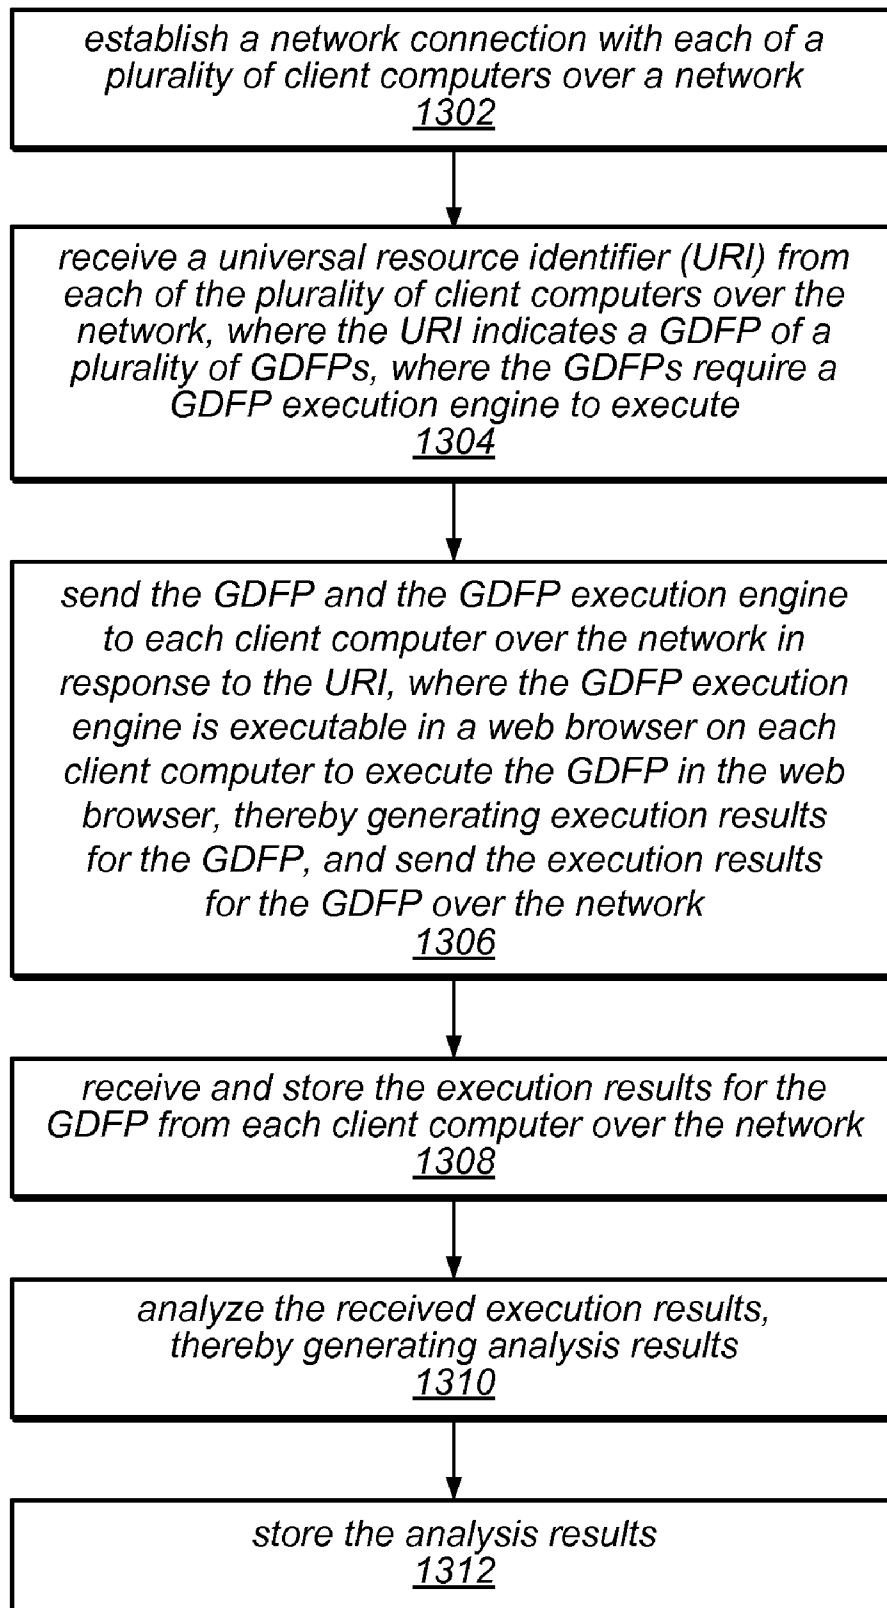 establish a network connection with each of a
plurality of client computers over a network
1302
receive a universal resource identifier (URI) from
each of the plurality of client computers over the
network, where the URI indicates a GDFP of a
plurality of GDFPs, where the GDFPs require a
GDFP execution engine to execute
1304
send the GDFP and the GDFP execution engine
to each client computer over the network in
response to the URI, where the GDFP execution
engine is executable in a web browser on each
client computer to execute the GDFP in the web
browser, thereby generating execution results
for the GDFP, and send the execution results
for the GDFP over the network
1306
receive and store the execution results for the
GDFP from each client computer over the network
1308
analyze the received execution results,
thereby generating analysis results
1310
store the analysis results
1312